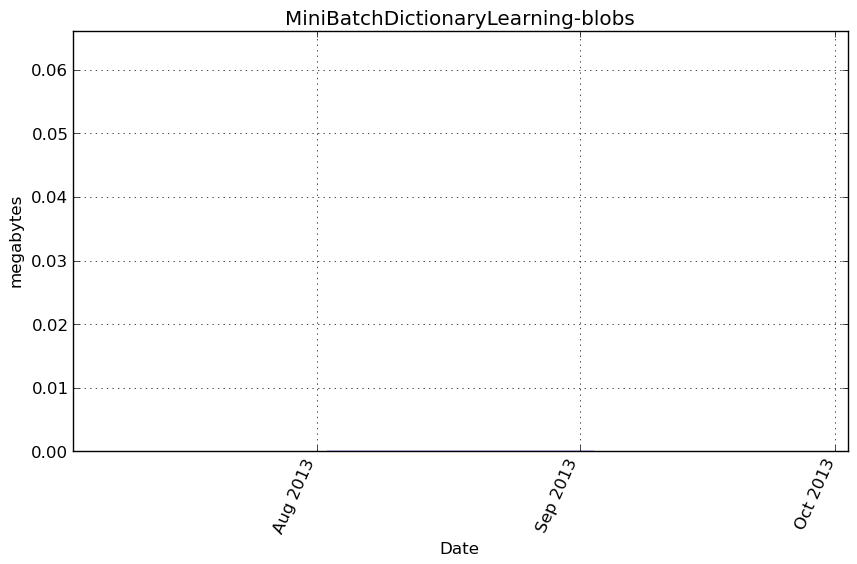 MiniBatchDictionaryLearning-blobs
megabytes
0.06
0.05
0.04
0.03
0.02
0.01
0.00
Aug 2013
Sep 2013
Oct 2013
Date